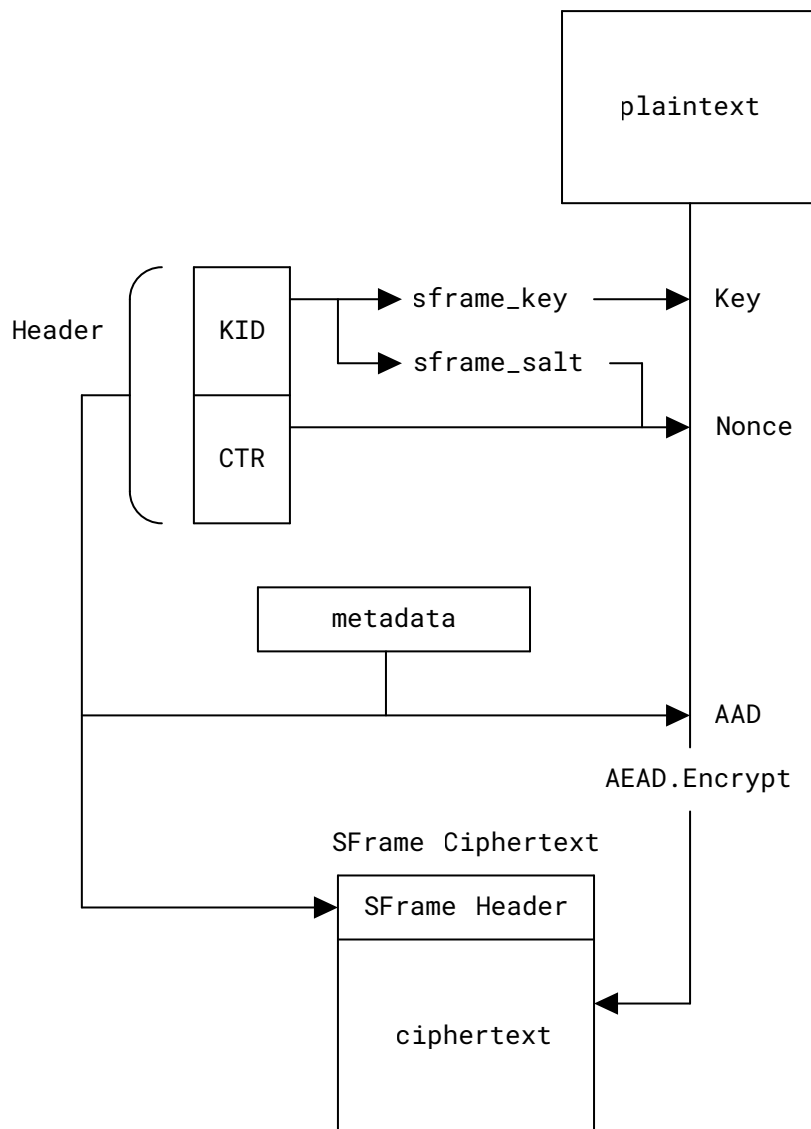 plaintext
sframe_key
Key
Header
KID
sframe_salt
CTR
Nonce
metadata
AAD
AEAD.Encrypt
SFrame Ciphertext
SFrame Header
ciphertext